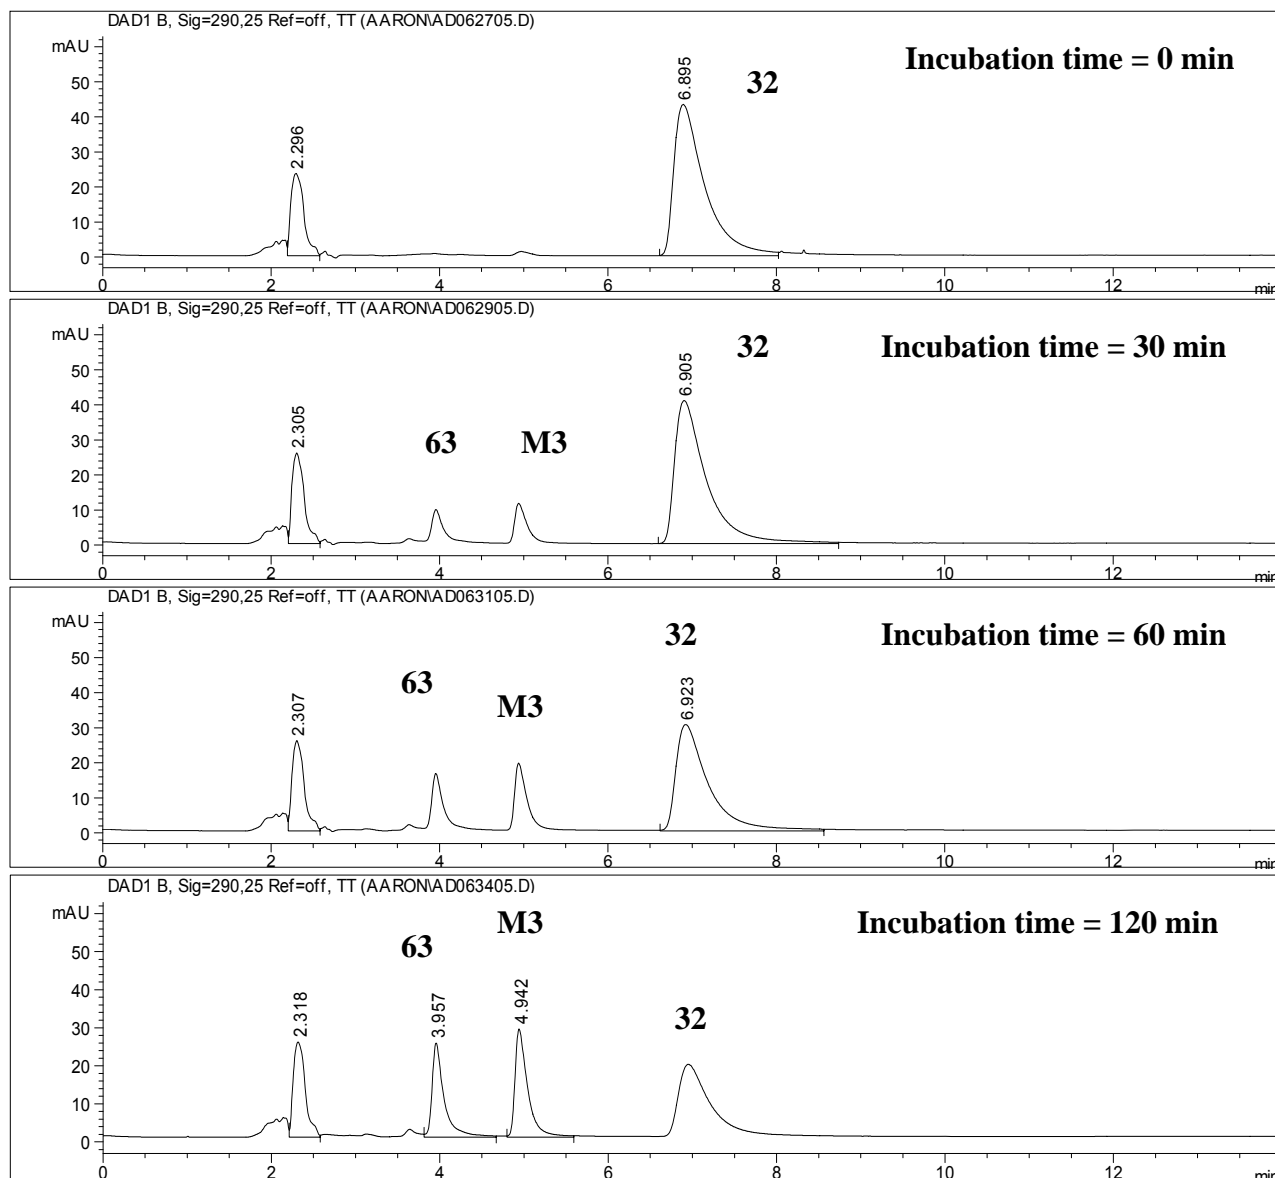 DAD1 B, Sig=290,25 Ref=off, TT (AARON\AD062705.D)
mAU
Incubation time = 0 min
32
6.895
2.296
50
40
30
20
10
0
0 2 4 6 8 10 12 min
DAD1 B, Sig=290,25 Ref=off, TT (AARON\AD062905.D)
mAU
32
Incubation time = 30 min
6.905
2.305
63
M3
50
40
30
20
10
0
0 2 4 6 8 10 12 min
DAD1 B, Sig=290,25 Ref=off, TT (AARON\AD063105.D)
mAU
32
Incubation time = 60 min
63
M3
6.923
2.307
50
40
30
20
10
0
0 2 4 6 8 10 12 min
DAD1 B, Sig=290,25 Ref=off, TT (AARON\AD063405.D)
mAU
M3
Incubation time = 120 min
63
2.318
3.957
4.942
32
50
40
30
20
10
0
0 2 4 6 8 10 12 min